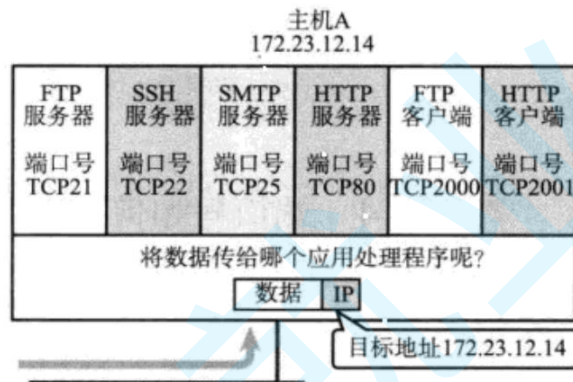 主机A
172.23.12.14
FTP
服务器
端口号
TCP21
SSH
服务器
端口号
TCP22
SMTP
服务器
端口号
TCP25
HTTP
服务器
端口号
TCP80
FTP
客户端
端口号
TCP2000
HTTP
客户端
端口号
TCP2001
将数据传给哪个应用处理程序呢?
数据 IP
目标地址172.23.12.14